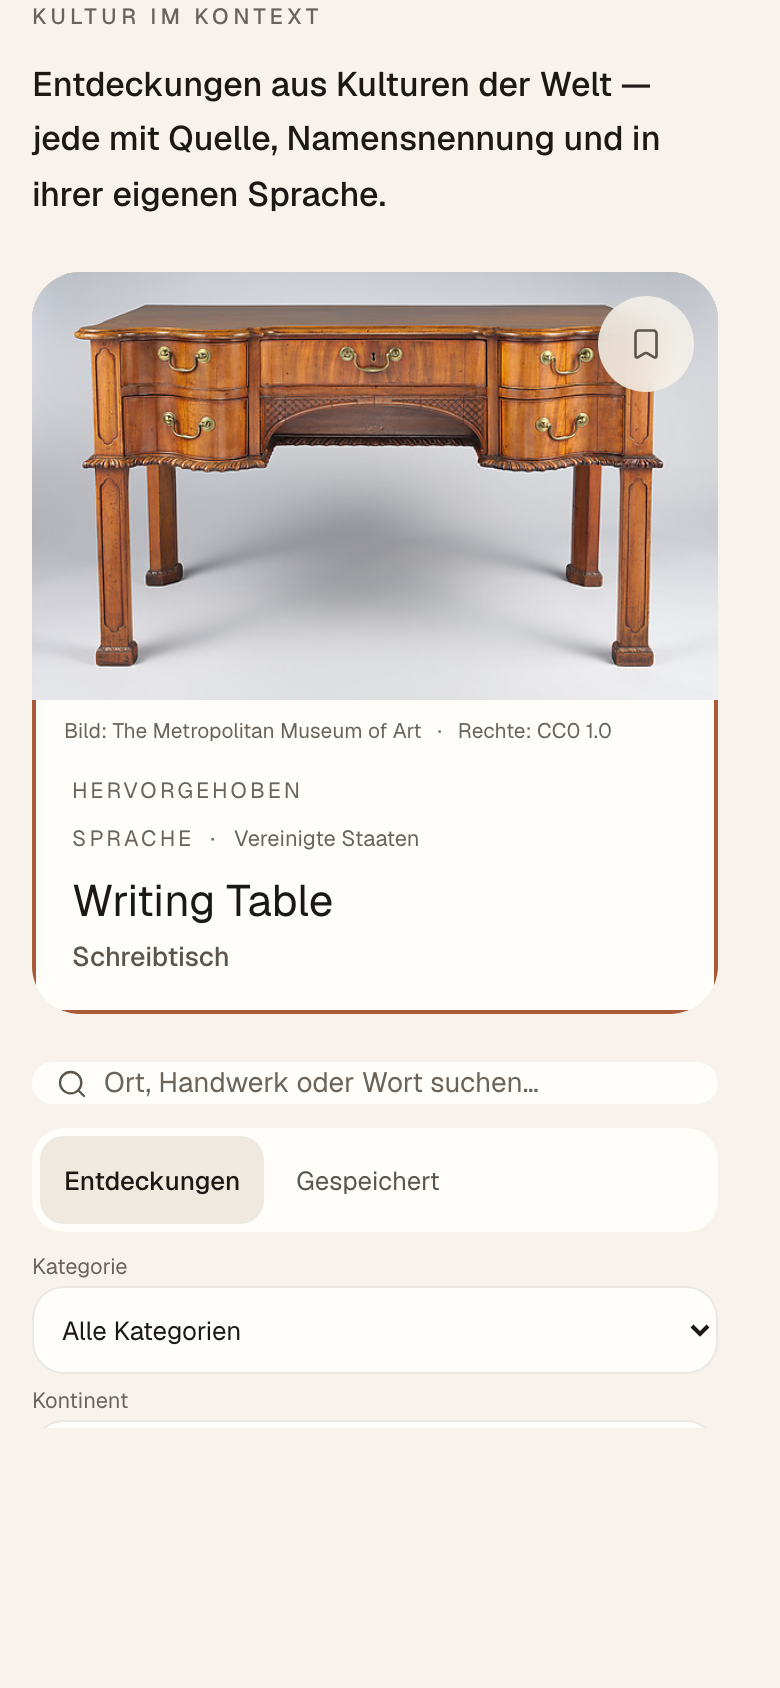 KULTUR IM KONTEXT
Entdeckungen aus Kulturen der Welt —
jede mit Quelle, Namensnennung und in
ihrer eigenen Sprache.
Bild: The Metropolitan Museum of Art · Rechte: CC0 1.0
HERVORGEHOBEN
SPRACHE · Vereinigte Staaten
Writing Table
Schreibtisch
Ort, Handwerk oder Wort suchen…
Entdeckungen Gespeichert
Kategorie
Alle Kategorien
Kontinent